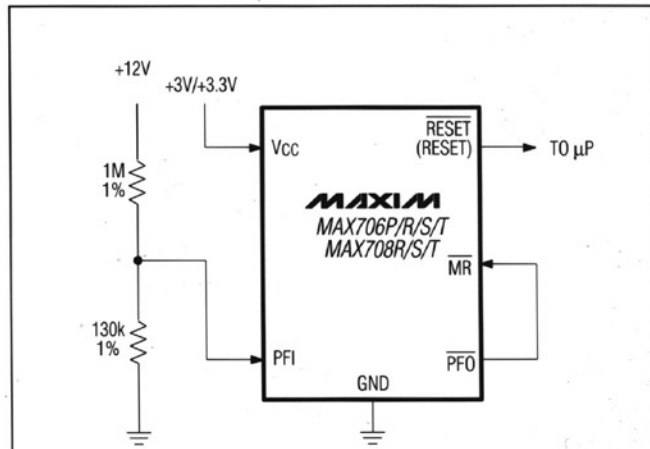 +12V
+3V/+3.3V
1M
1%
130k
1%
VCC
RESET
(RESET)
TO µP
MAXIM
MAX706P/R/S/T
MAX708R/S/T
MR
PFI
PFO
GND